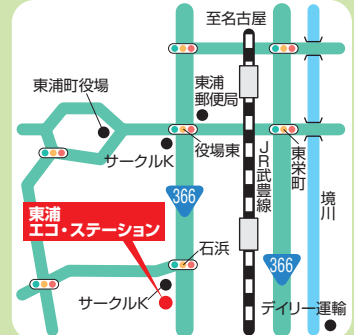 至名古屋
東浦町役場
東浦
郵便局
サークルK
役場東
JR武豊線
東栄町
境川
366
東浦
エコ・ステーション
石浜
366
サークルK
デイリー運輸